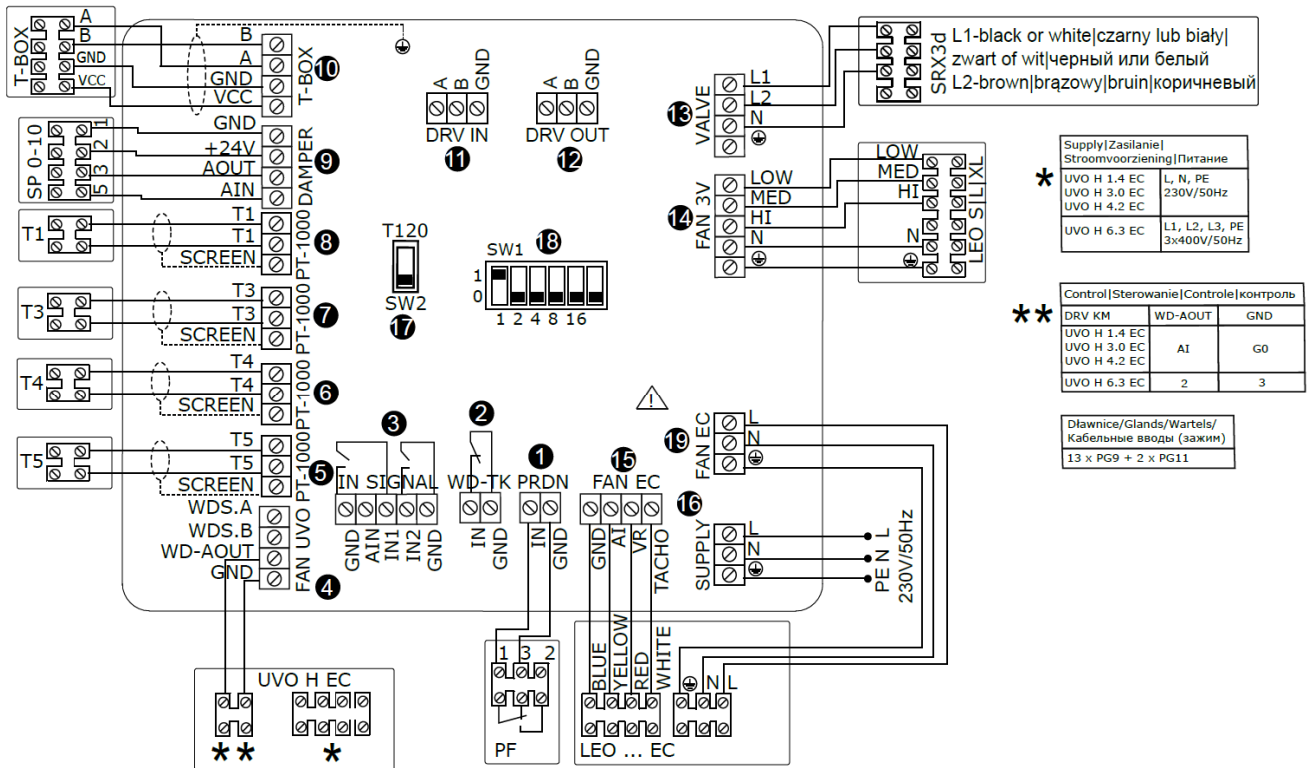 T-BOX
A
B
GND
VCC
B
A
GND
VCC
T-BOX
10
SP 0-10
1
2
3
5
GND
+24V
AOUT
AIN
DAMPER
9
T1
T1
T1
SCREEN
PT-1000
8
T3
T3
T3
SCREEN
PT-1000
7
T4
T4
T4
SCREEN
PT-1000
6
T5
T5
T5
SCREEN
PT-1000
5
WDS.A
WDS.B
WD-AOUT
GND
FAN UVO
4
A
B
GND
DRV IN
11
A
B
GND
DRV OUT
12
T120
SW2
17
SW1
18
1
0
1 2 4 8 16
3
IN SIGNAL
GND
AIN
IN1
IN2
GND
2
WD-TK
IN
GND
1
PRDN
IN
GND
15
FAN EC
GND
AI
VR
TACHO
13
VALVE
L1
L2
N
14
FAN 3V
LOW
MED
HI
N
19
FAN EC
L
N
16
SUPPLY
L
N
L
N
PE
230V/50Hz
SRX3d
L1-black or white|czarny lub biały|
zwart of wit|черный или белый
L2-brown|brązowy|bruin|коричневый
LOW
MED
HI
N
LEO S|L|XL
*
Supply|Zasilanie|
Stroomvoorziening|Питание
UVO H 1.4 EC
UVO H 3.0 EC
UVO H 4.2 EC
L, N, PE
230V/50Hz
UVO H 6.3 EC
L1, L2, L3, PE
3x400V/50Hz
**
Control|Sterowanie|Controle|контроль
DRV KM WD-AOUT GND
UVO H 1.4 EC
UVO H 3.0 EC
UVO H 4.2 EC
AI G0
UVO H 6.3 EC 2 3
Dławnice/Glands/Wartels/
Кабельные вводы (зажим)
13 x PG9 + 2 x PG11
UVO H EC
**
*
1 3 2
PF
BLUE
YELLOW
RED
WHITE
N L
LEO ... EC